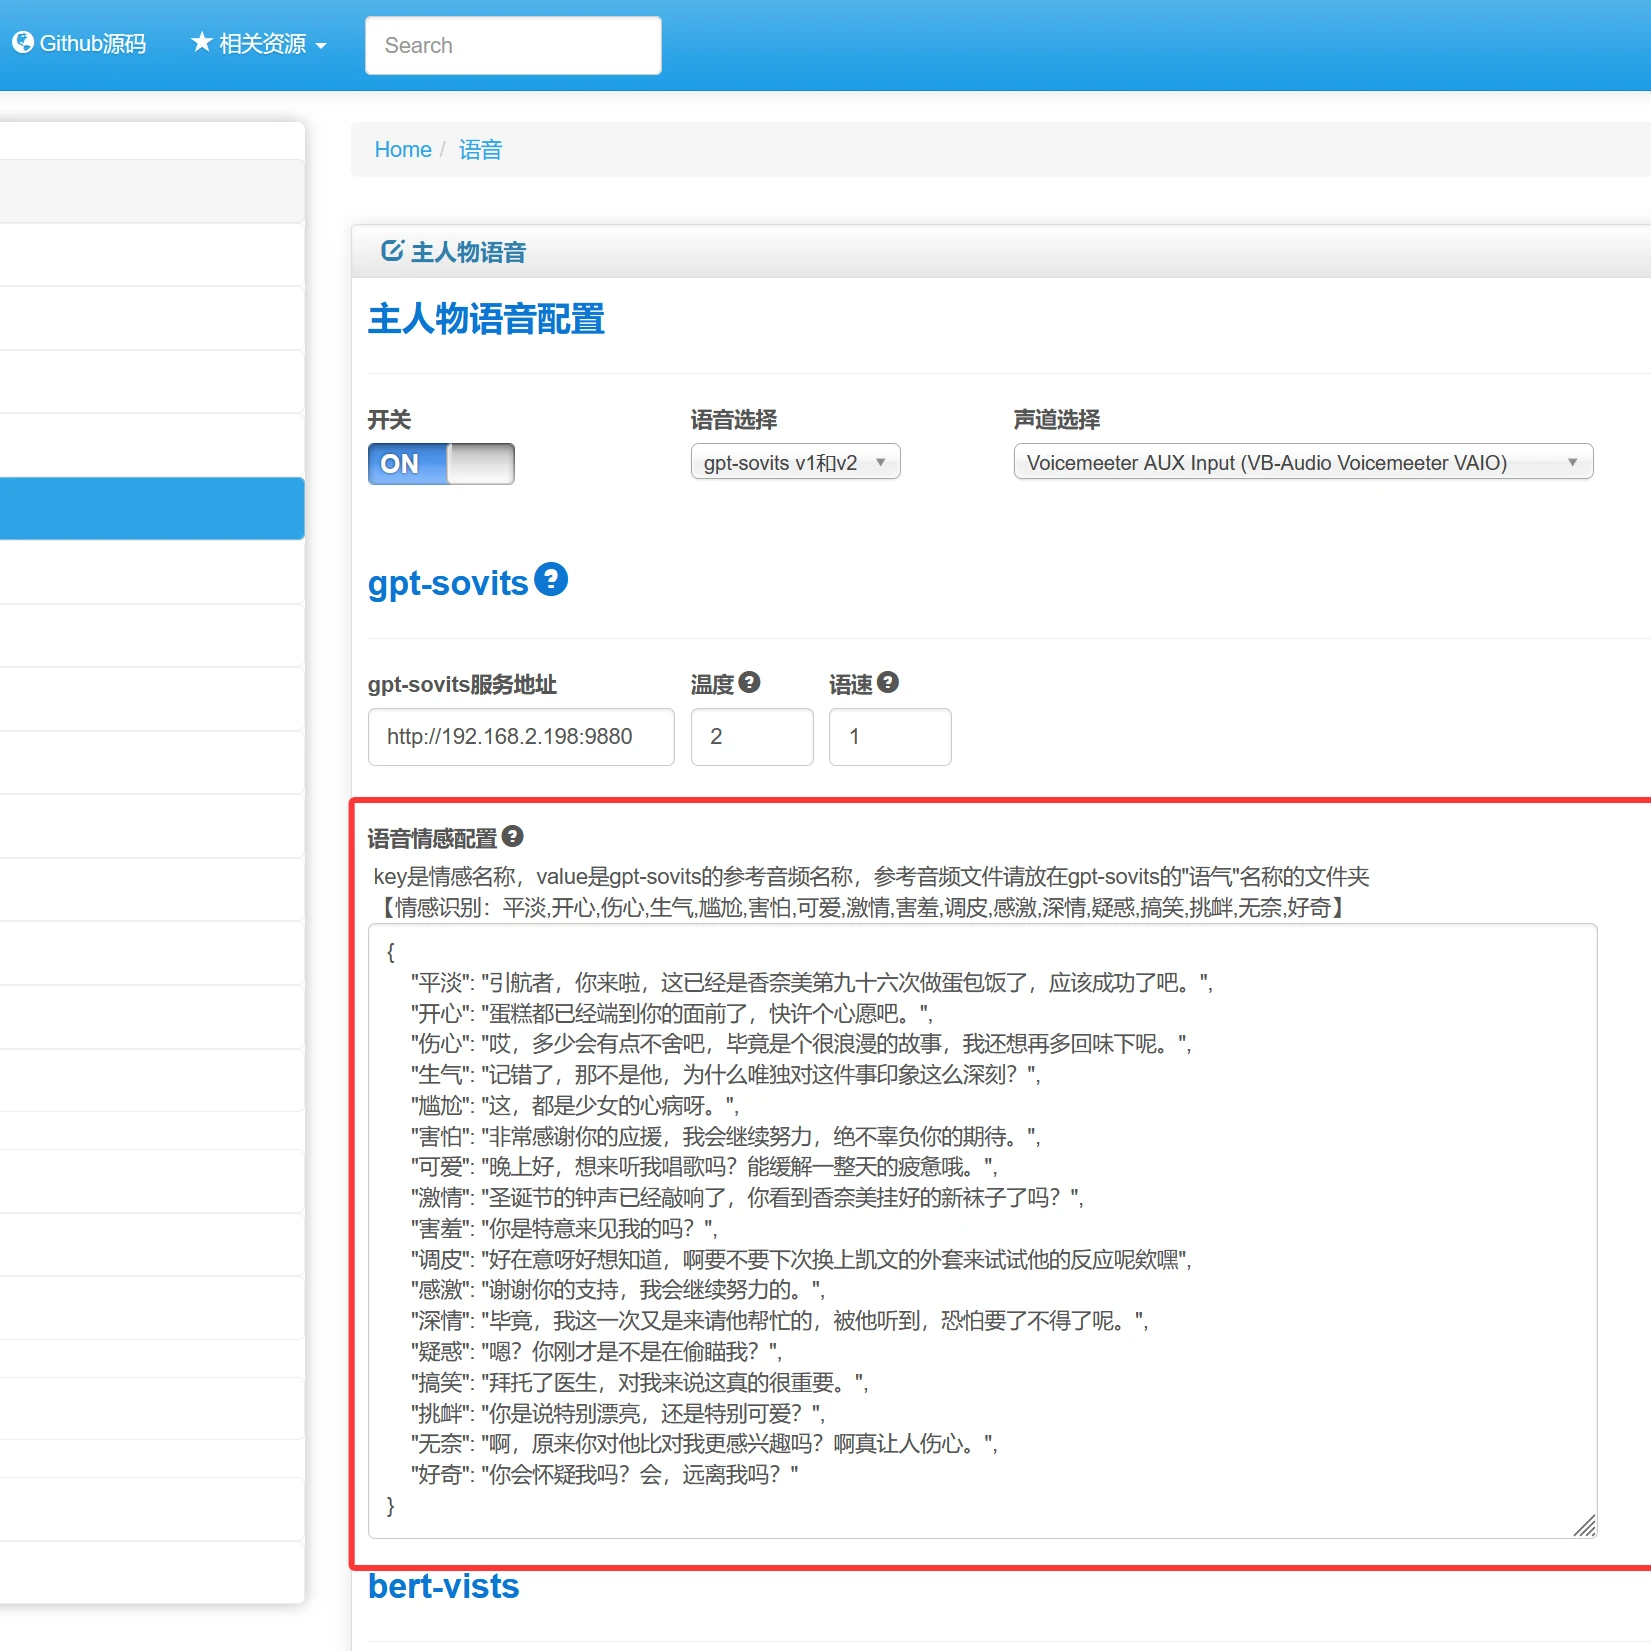 Github源码 相关资源 Search
Home / 语音
主人物语音
主人物语音配置
开关 语音选择 声道选择
ON gpt-sovits v1和v2 Voicemeeter AUX Input (VB-Audio Voicemeeter VAIO)
gpt-sovits
gpt-sovits服务地址 温度 语速
http://192.168.2.198:9880 2 1
语音情感配置
key是情感名称，value是gpt-sovits的参考音频名称，参考音频文件请放在gpt-sovits的"语气"名称的文件夹
【情感识别：平淡,开心,伤心,生气,尴尬,害怕,可爱,激情,害羞,调皮,感激,深情,疑惑,搞笑,挑衅,无奈,好奇】
{
"平淡": "引航者，你来啦，这已经是香奈美第九十六次做蛋包饭了，应该成功了吧。",
"开心": "蛋糕都已经端到你的面前了，快许个心愿吧。",
"伤心": "哎，多少会有点不舍吧，毕竟是个很浪漫的故事，我还想再多回味下呢。",
"生气": "记错了，那不是他，为什么唯独对这件事印象这么深刻？",
"尴尬": "这，都是少女的心病呀。",
"害怕": "非常感谢你的应援，我会继续努力，绝不辜负你的期待。",
"可爱": "晚上好，想来听我唱歌吗？能缓解一整天的疲惫哦。",
"激情": "圣诞节的钟声已经敲响了，你看到香奈美挂好的新袜子了吗？",
"害羞": "你是特意来见我的吗？",
"调皮": "好在意呀好想知道，啊要不要下次换上凯文的外套来试试他的反应呢欸嘿",
"感激": "谢谢你的支持，我会继续努力的。",
"深情": "毕竟，我这一次又是来请他帮忙的，被他听到，恐怕要了不得了呢。",
"疑惑": "嗯？你刚才是不是在偷瞄我？",
"搞笑": "拜托了医生，对我来说这真的很重要。",
"挑衅": "你是说特别漂亮，还是特别可爱？",
"无奈": "啊，原来你对他比对我更感兴趣吗？啊真让人伤心。",
"好奇": "你会怀疑我吗？会，远离我吗？"
}
bert-vists